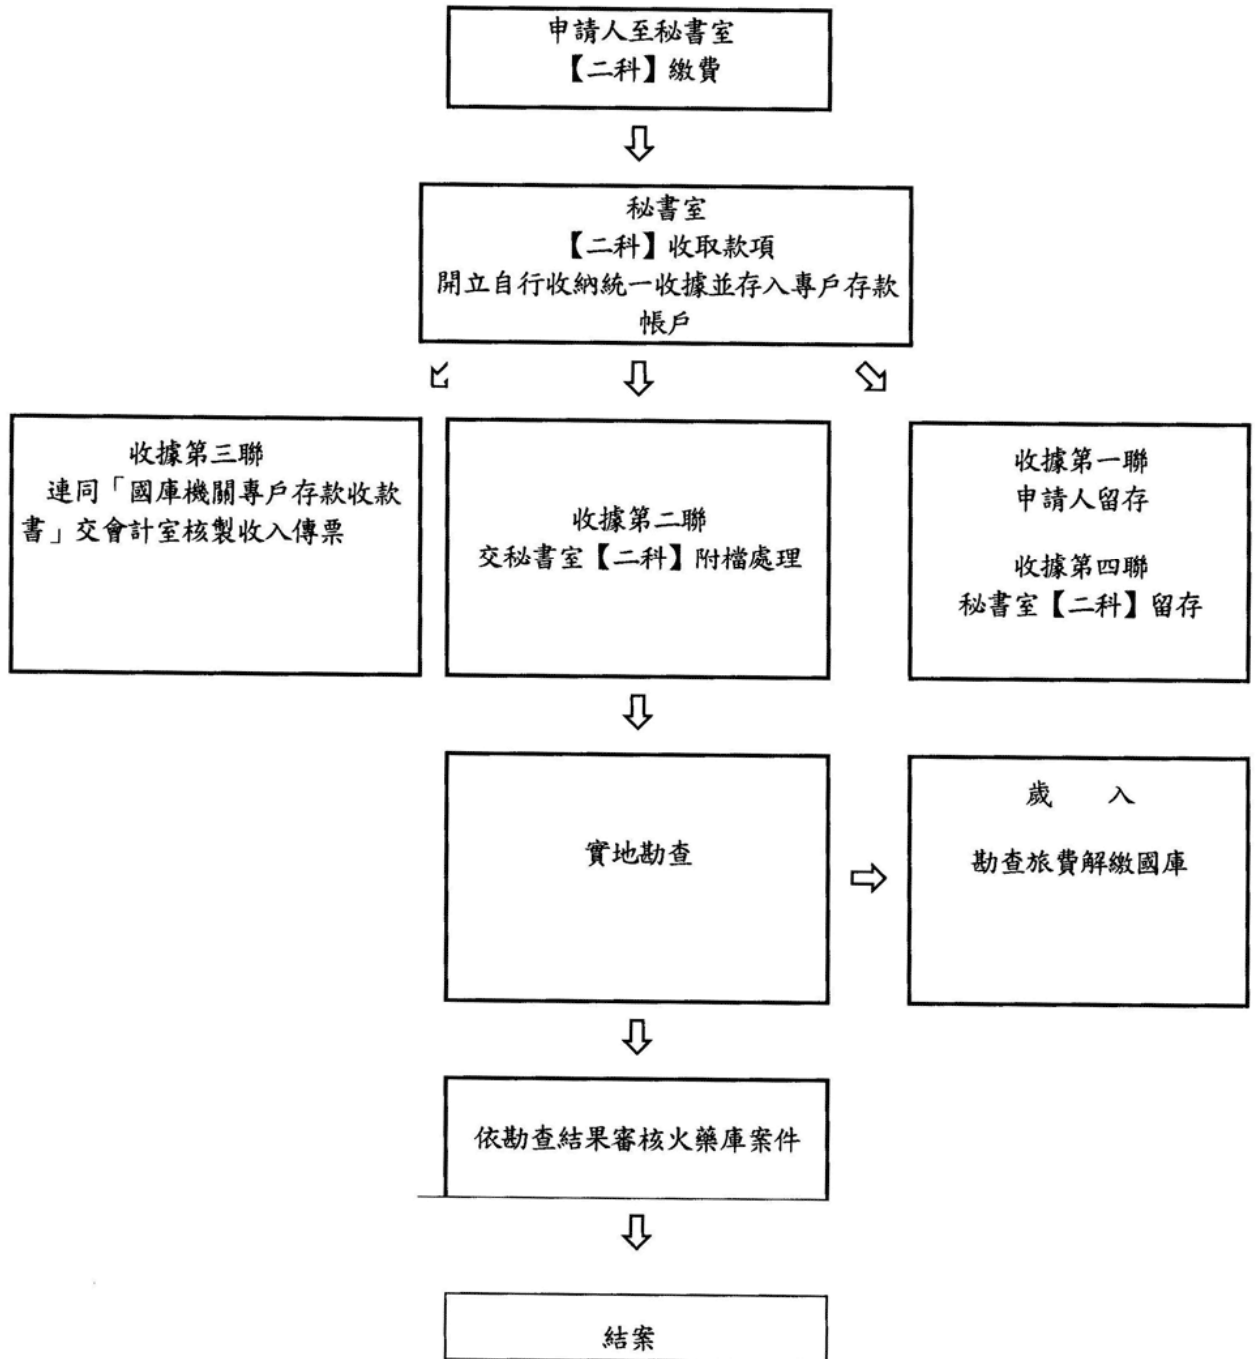 申請人至秘書室
【二科】繳費
秘書室
【二科】收取款項
開立自行收納統一收據並存入專戶存款
帳戶
收據第三聯
連同「國庫機關專戶存款收款
書」交會計室核製收入傳票
收據第二聯
交秘書室【二科】附檔處理
收據第一聯
申請人留存
收據第四聯
秘書室【二科】留存
實地勘查
歲 入
勘查旅費解繳國庫
依勘查結果審核火藥庫案件
結案